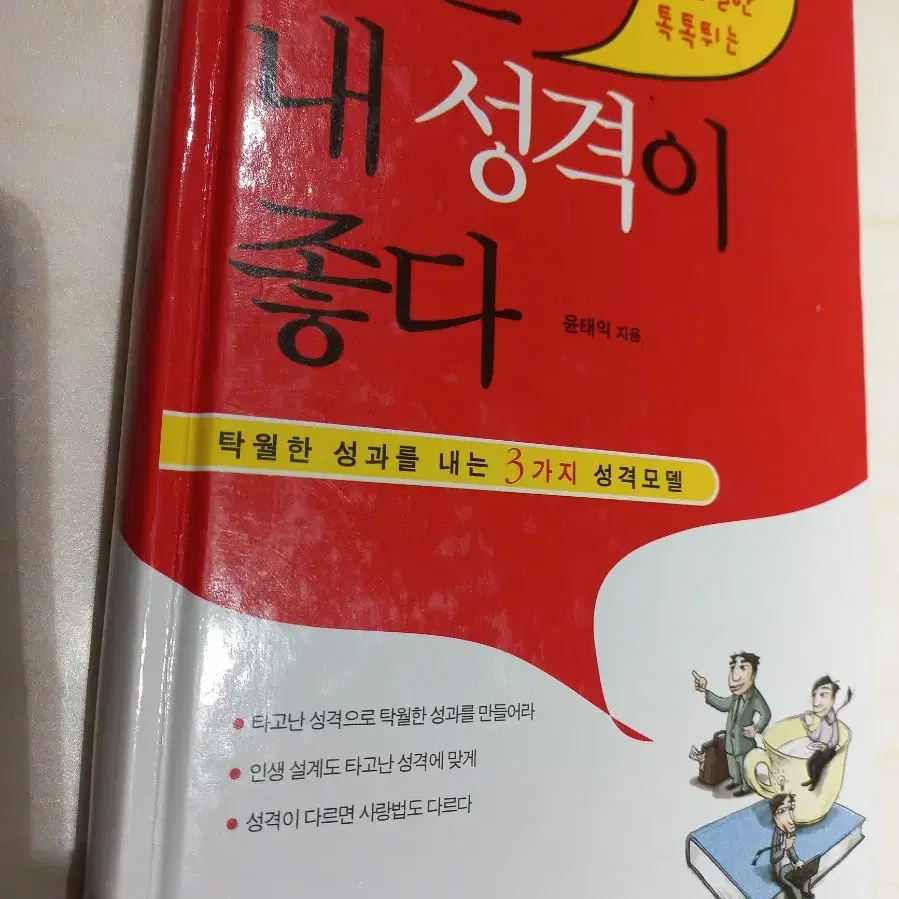 톡톡튀는
내 성격이
좋다
윤태익 지음
탁월한 성과를 내는 3가지 성격모델
• 타고난 성격으로 탁월한 성과를 만들어라
• 인생 설계도 타고난 성격에 맞게
• 성격이 다르면 사랑법도 다르다